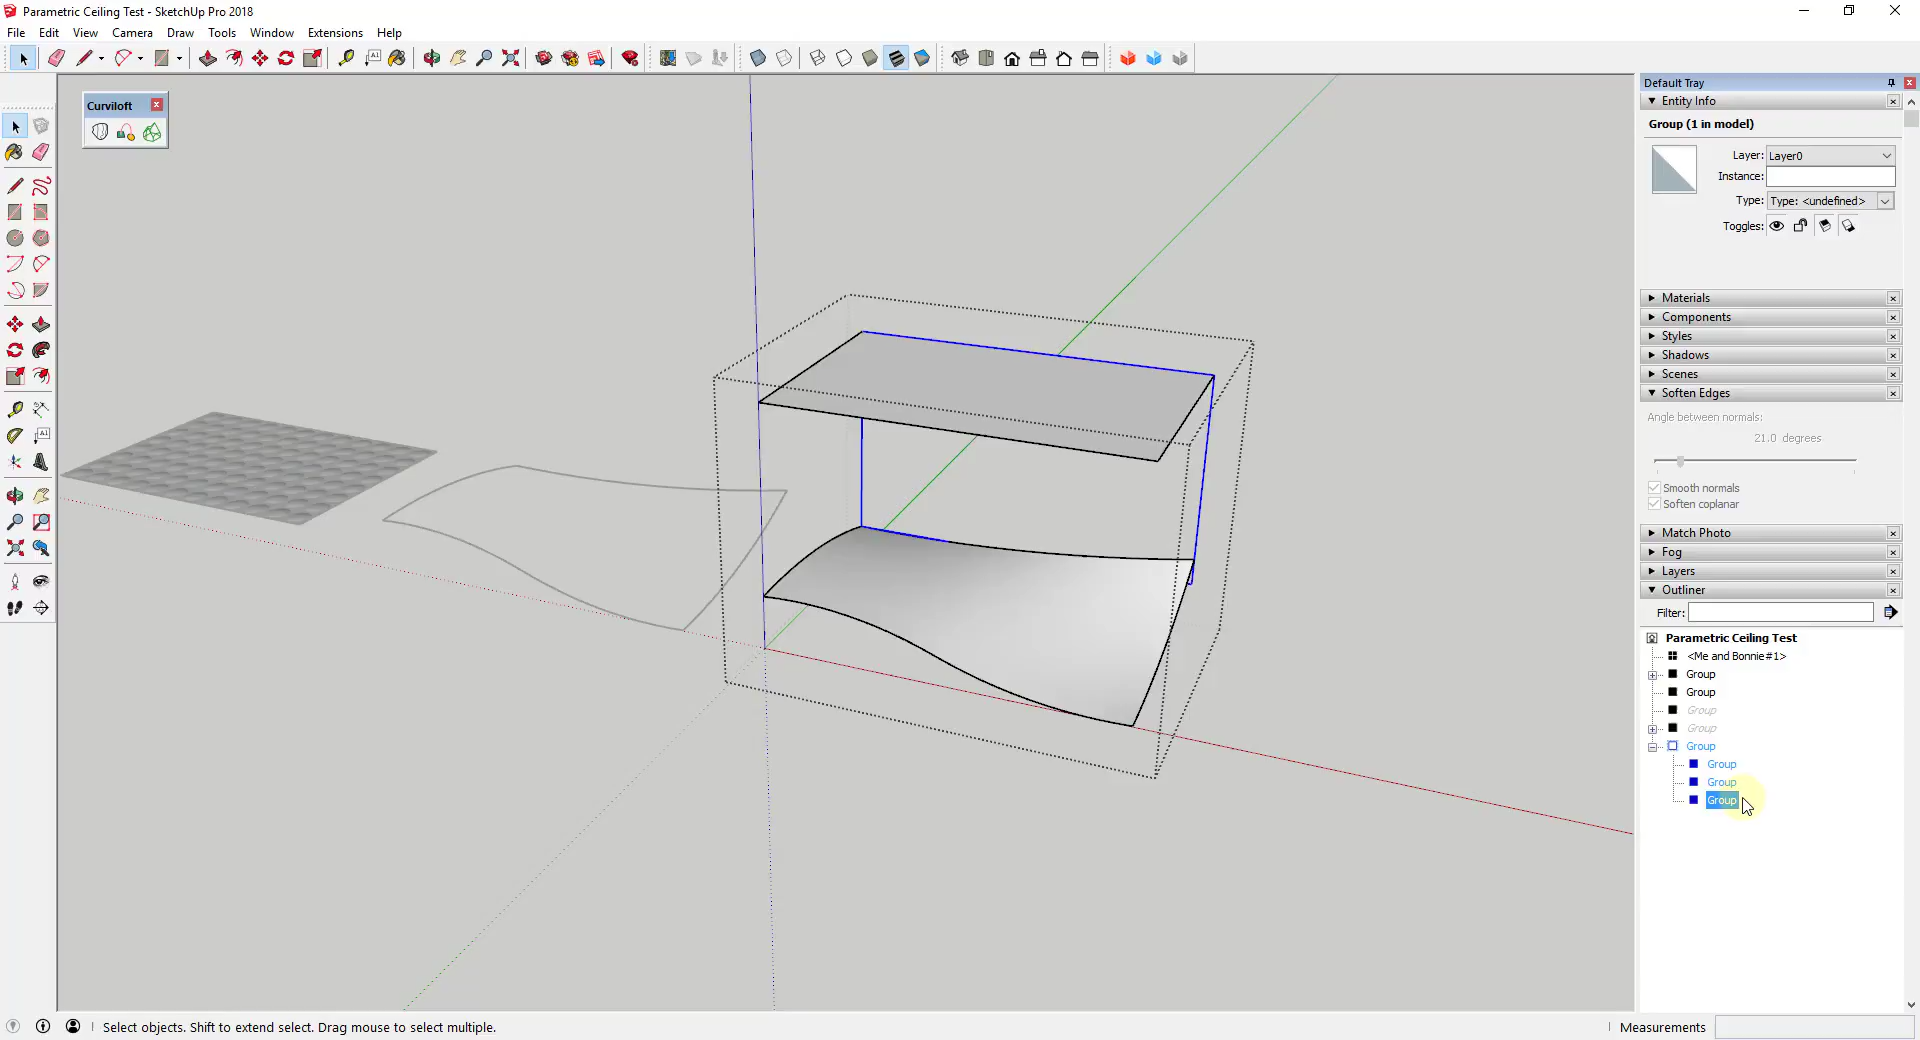 Parametric Ceiling Test - SketchUp Pro 2018
File Edit View Camera Draw Tools Window Extensions Help
Curviloft
Default Tray
Entity Info
Group (1 in model)
Layer: Layer0
Instance:
Type: Type: <undefined>
Toggles:
Materials
Components
Styles
Shadows
Scenes
Soften Edges
Angle between normals:
21.0 degrees
Smooth normals
Soften coplanar
Match Photo
Fog
Layers
Outliner
Filter:
Parametric Ceiling Test
<Me and Bonnie#1>
Group
Group
Group
Group
Group
Group
Group
Group
Select objects. Shift to extend select. Drag mouse to select multiple.
Measurements